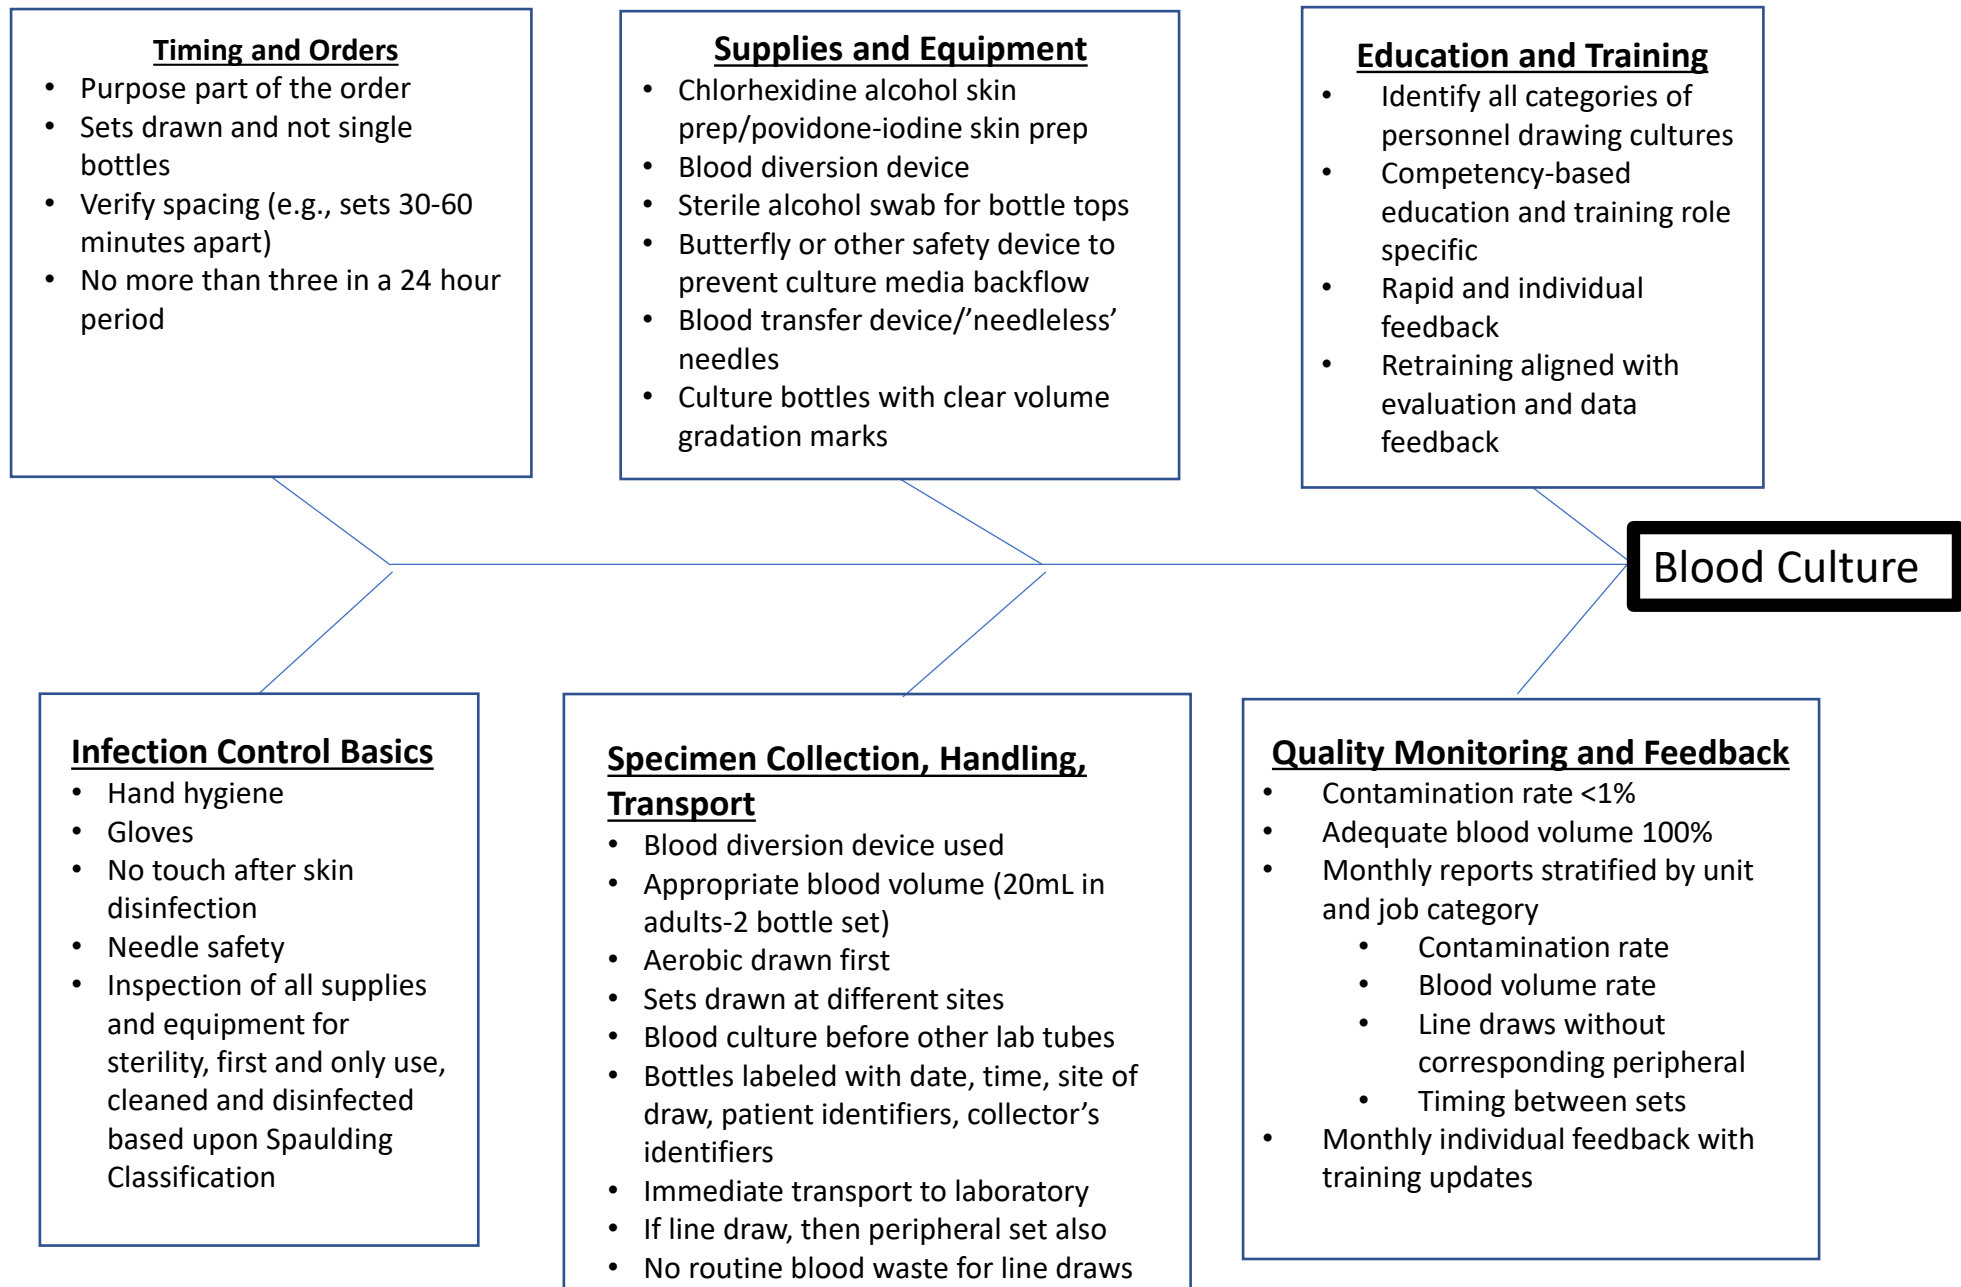 Timing and Orders
• Purpose part of the order
• Sets drawn and not single
bottles
• Verify spacing (e.g., sets 30-60
minutes apart)
• No more than three in a 24 hour
period
Supplies and Equipment
• Chlorhexidine alcohol skin
prep/povidone-iodine skin prep
• Blood diversion device
• Sterile alcohol swab for bottle tops
• Butterfly or other safety device to
prevent culture media backflow
• Blood transfer device/’needleless’
needles
• Culture bottles with clear volume
gradation marks
Education and Training
• Identify all categories of
personnel drawing cultures
• Competency-based
education and training role
specific
• Rapid and individual
feedback
• Retraining aligned with
evaluation and data
feedback
Blood Culture
Infection Control Basics
• Hand hygiene
• Gloves
• No touch after skin
disinfection
• Needle safety
• Inspection of all supplies
and equipment for
sterility, first and only use,
cleaned and disinfected
based upon Spaulding
Classification
Specimen Collection, Handling,
Transport
• Blood diversion device used
• Appropriate blood volume (20mL in
adults-2 bottle set)
• Aerobic drawn first
• Sets drawn at different sites
• Blood culture before other lab tubes
• Bottles labeled with date, time, site of
draw, patient identifiers, collector’s
identifiers
• Immediate transport to laboratory
• If line draw, then peripheral set also
• No routine blood waste for line draws
Quality Monitoring and Feedback
• Contamination rate <1%
• Adequate blood volume 100%
• Monthly reports stratified by unit
and job category
• Contamination rate
• Blood volume rate
• Line draws without
corresponding peripheral
• Timing between sets
• Monthly individual feedback with
training updates